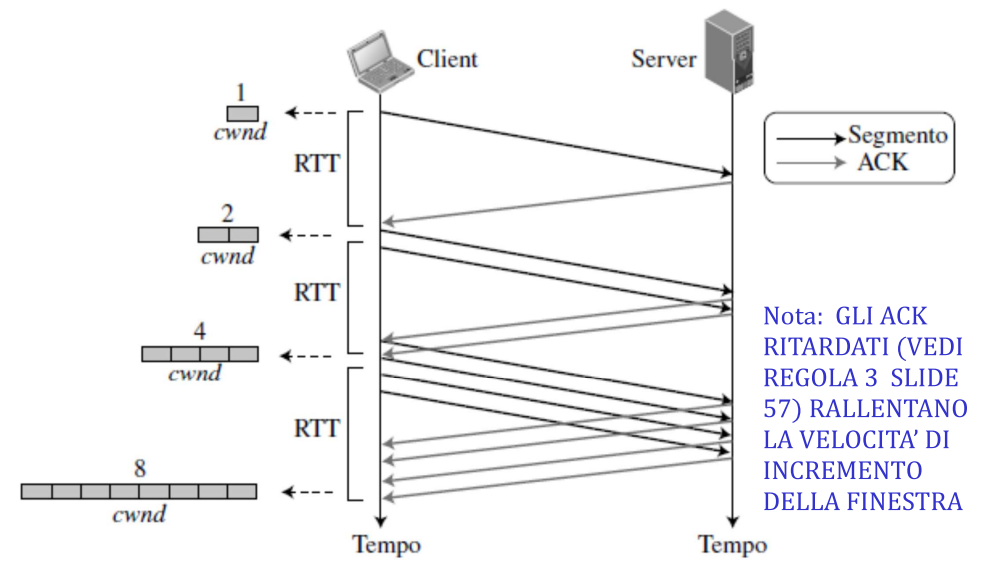 Client
Server
1
cwnd
RTT
Segmento
ACK
2
cwnd
RTT
4
cwnd
RTT
8
cwnd
Nota: GLI ACK
RITARDATI (VEDI
REGOLA 3 SLIDE
57) RALLENTANO
LA VELOCITA’ DI
INCREMENTO
DELLA FINESTRA
Tempo
Tempo